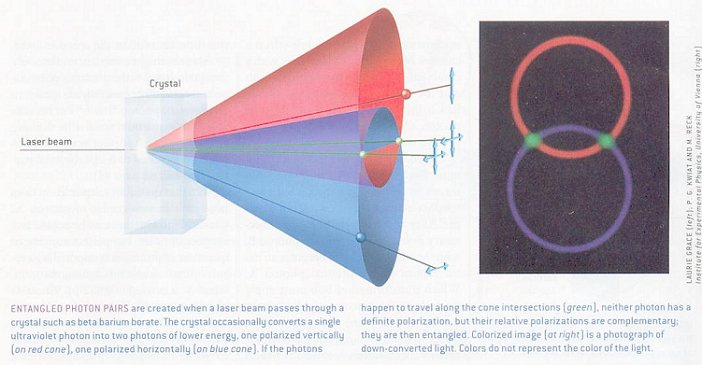 Crystal
Laser beam
LAURIE GRACE (left); P. G. KWIAT AND M. RECK
Institute for Experimental Physics, University of Vienna (right)
ENTANGLED PHOTON PAIRS are created when a laser beam passes through a
crystal such as beta barium borate. The crystal occasionally converts a single
ultraviolet photon into two photons of lower energy, one polarized vertically
(on red cone), one polarized horizontally (on blue cone). If the photons
happen to travel along the cone intersections (green), neither photon has a
definite polarization, but their relative polarizations are complementary;
they are then entangled. Colorized image (at right) is a photograph of
down-converted light. Colors do not represent the color of the light.